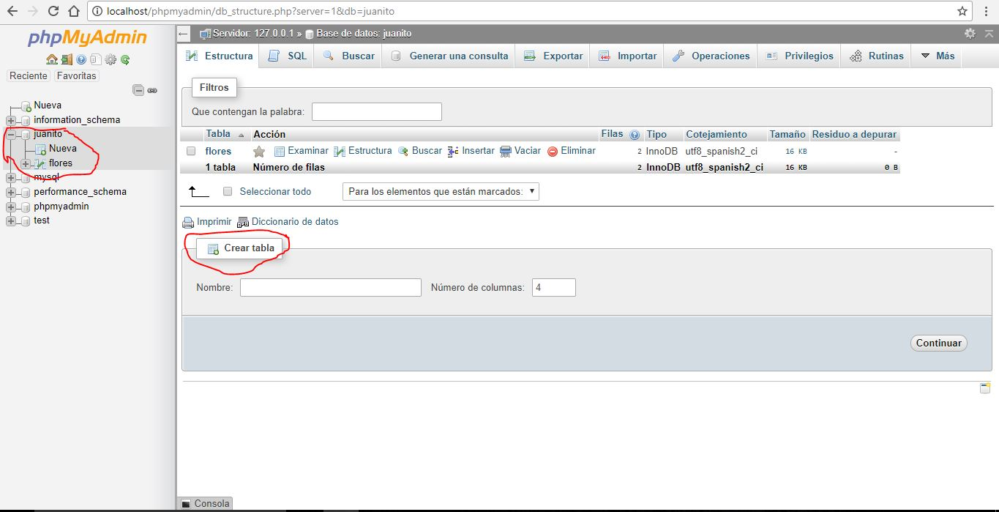 localhost/phpmyadmin/db_structure.php?server=1&db=juanito
phpMyAdmin
Reciente Favoritas
Nueva
information_schema
juanito
Nueva
flores
mysql
performance_schema
phpmyadmin
test
Servidor: 127.0.0.1 » Base de datos: juanito
Estructura SQL Buscar Generar una consulta Exportar Importar Operaciones Privilegios Rutinas Más
Filtros
Que contengan la palabra:
Tabla Acción Filas Tipo Cotejamiento Tamaño Residuo a depurar
flores Examinar Estructura Buscar Insertar Vaciar Eliminar 2 InnoDB utf8_spanish2_ci 16 KB -
1 tabla Número de filas 2 InnoDB utf8_spanish2_ci 16 KB 0 B
Seleccionar todo Para los elementos que están marcados:
Imprimir Diccionario de datos
Crear tabla
Nombre: Número de columnas: 4
Continuar
Consola